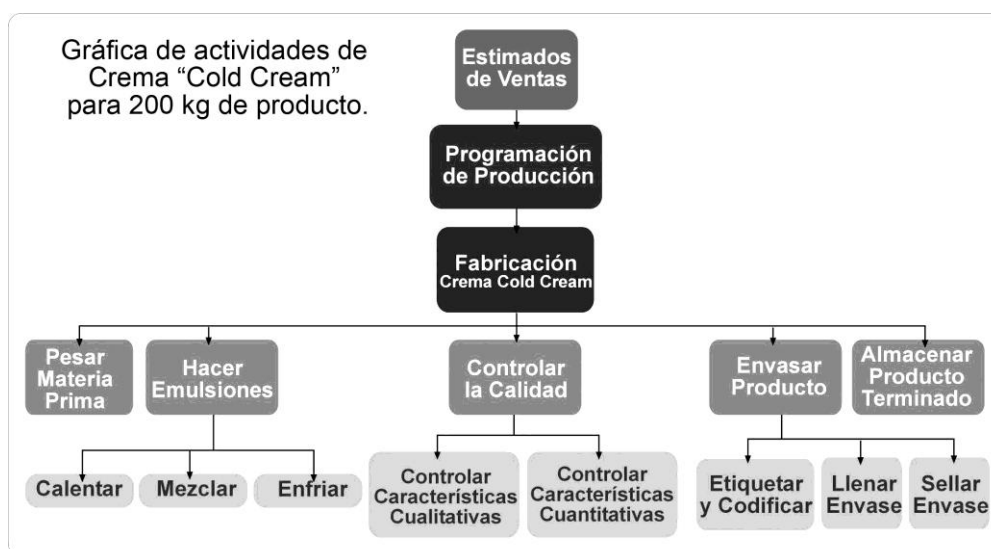 Gráfica de actividades de
Crema “Cold Cream”
para 200 kg de producto.
Estimados
de Ventas
Programación
de Producción
Fabricación
Crema Cold Cream
Pesar
Materia
Prima
Hacer
Emulsiones
Controlar
la Calidad
Envasar
Producto
Almacenar
Producto
Terminado
Calentar
Mezclar
Enfriar
Controlar
Características
Cualitativas
Controlar
Características
Cuantitativas
Etiquetar
y Codificar
Llenar
Envase
Sellar
Envase